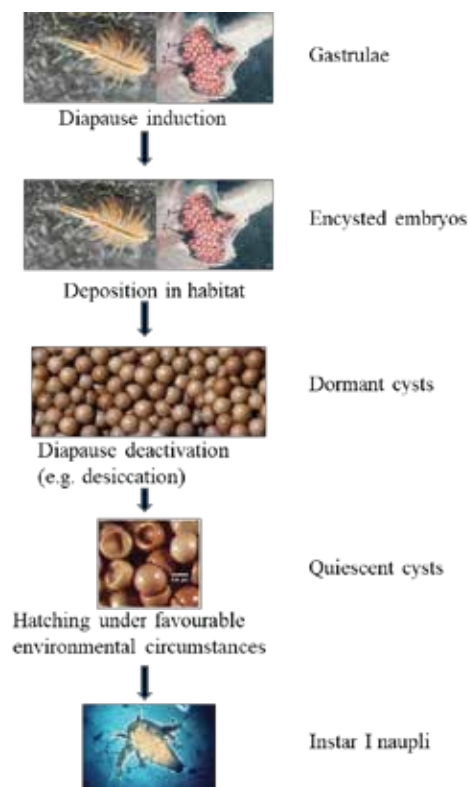 Gastrulae
Diapause induction
Encysted embryos
Deposition in habitat
Dormant cysts
Diapause deactivation
(e.g. desiccation)
Quiescent cysts
Hatching under favourable
environmental circumstances
Instar I naupli